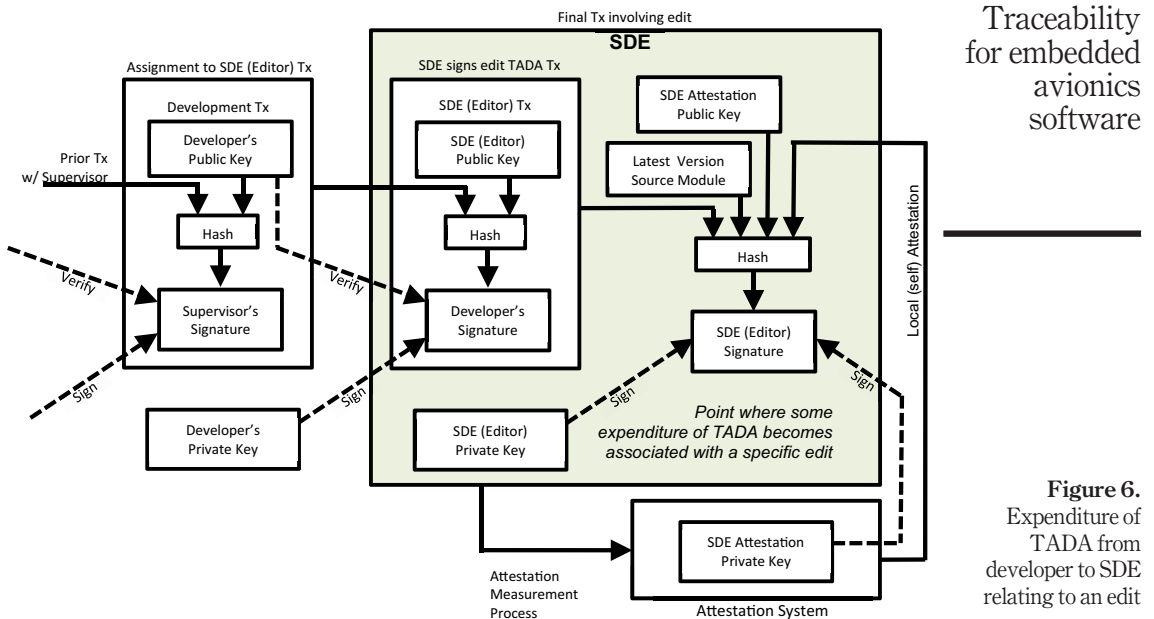 Final Tx involving edit
SDE
Traceability
for embedded
avionics
software
Assignment to SDE (Editor) Tx
Development Tx
Developer's
Public Key
Prior Tx
w/ Supervisor
Hash
Verify
Supervisor's
Signature
Sign
Developer's
Private Key
SDE signs edit TADA Tx
SDE (Editor) Tx
SDE (Editor)
Public Key
Hash
Verify
Developer's
Signature
Sign
SDE (Editor)
Private Key
SDE Attestation
Public Key
Latest Version
Source Module
Hash
SDE (Editor)
Signature
Sign
Sign
Point where some
expenditure of TADA becomes
associated with a specific edit
Local (self) Attestation
Attestation
Measurement
Process
SDE Attestation
Private Key
Attestation System
Figure 6.
Expenditure of
TADA from
developer to SDE
relating to an edit